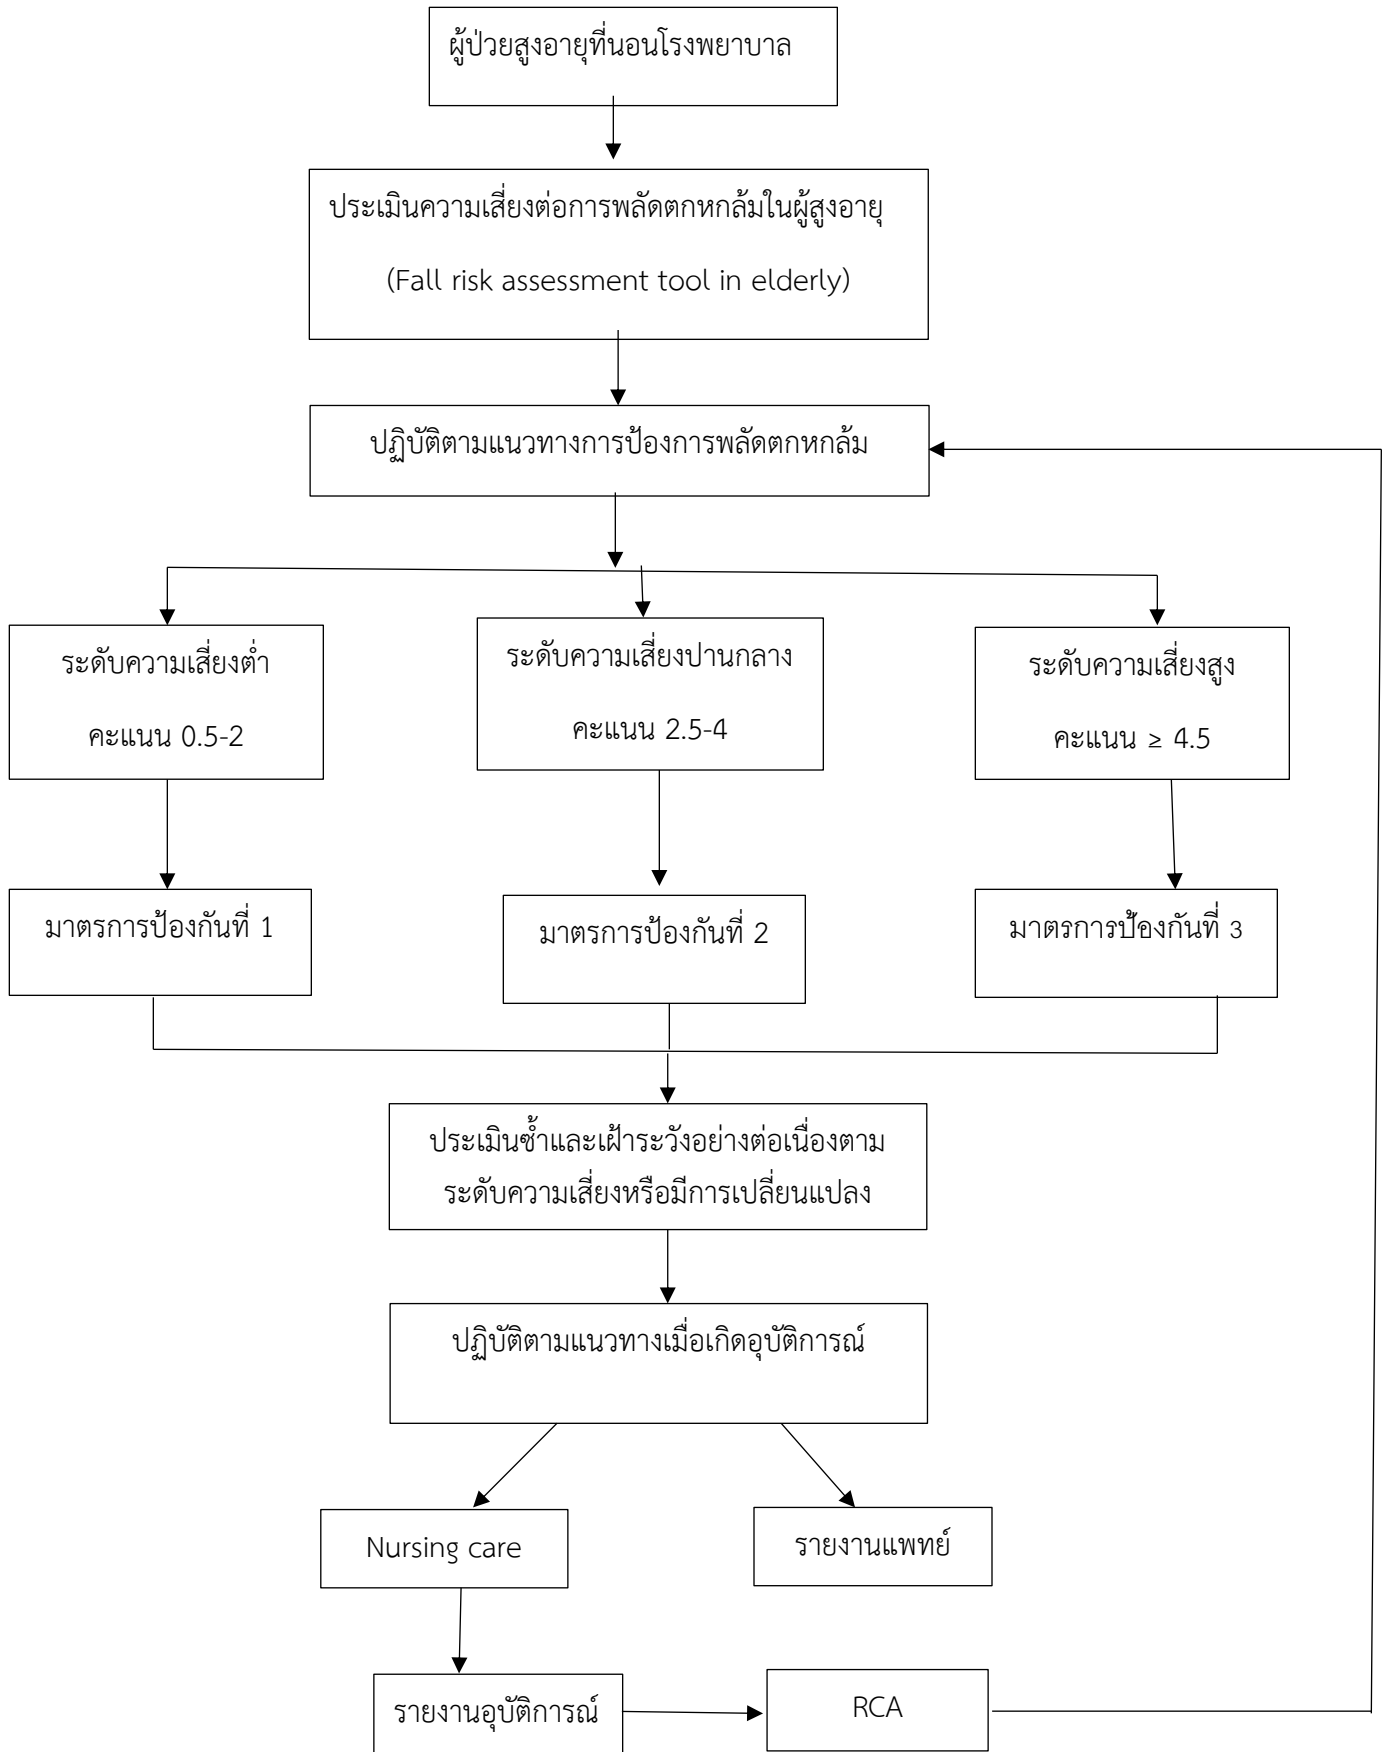 ผู้ป่วยสูงอายุที่นอนโรงพยาบาล
ประเมินความเสี่ยงต่อการพลัดตกหกล้มในผู้สูงอายุ
(Fall risk assessment tool in elderly)
ปฏิบัติตามแนวทางการป้องการพลัดตกหกล้ม
ระดับความเสี่ยงต่ำ
คะแนน 0.5-2
ระดับความเสี่ยงปานกลาง
คะแนน 2.5-4
ระดับความเสี่ยงสูง
คะแนน ≥ 4.5
มาตรการป้องกันที่ 1
มาตรการป้องกันที่ 2
มาตรการป้องกันที่ 3
ประเมินซ้ำและเฝ้าระวังอย่างต่อเนื่องตาม
ระดับความเสี่ยงหรือมีการเปลี่ยนแปลง
ปฏิบัติตามแนวทางเมื่อเกิดอุบัติการณ์
Nursing care
รายงานแพทย์
รายงานอุบัติการณ์
RCA